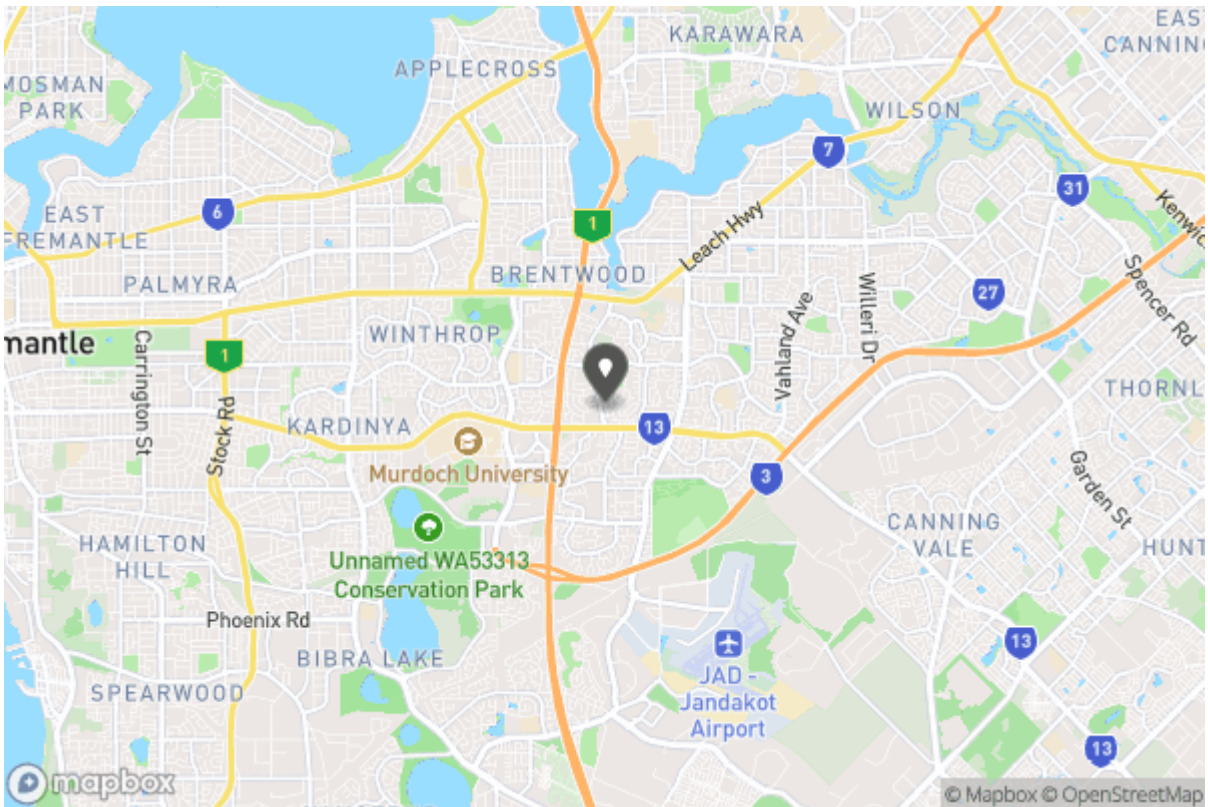 KARAWARA
EAST
CANNING
MOSMAN
PARK
APPLECROSS
WILSON
7
31
6
EAST
FREMANTLE
1
Leach Hwy
Kenwick
BRENTWOOD
PALMYRA
27
Spencer Rd
Willeri Dr
Vahland Ave
WINTHROP
mantle
Carrington St
1
Stock Rd
THORNL
KARDINYA
13
Murdoch University
3
Garden St
CANNING
VALE
HAMILTON
HILL
Unnamed WA53313
Conservation Park
HUNT
Phoenix Rd
13
BIBRA LAKE
JAD -
Jandakot
Airport
SPEARWOOD
13
mapbox
© Mapbox © OpenStreetMap